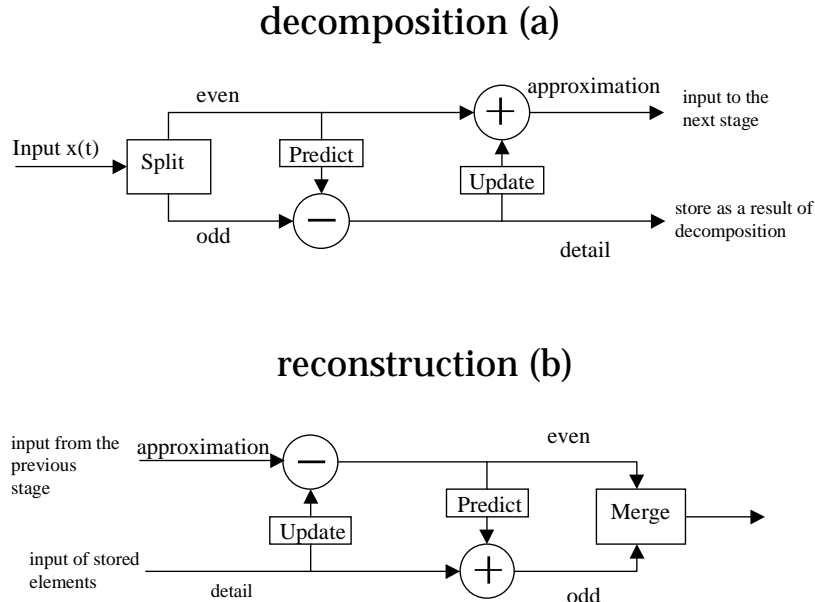 decomposition (a)
even
approximation
input to the
next stage
Input x(t)
Split
Predict
Update
odd
detail
store as a result of
decomposition
reconstruction (b)
input from the
previous
stage
approximation
even
Predict
Update
Merge
input of stored
elements
detail
odd